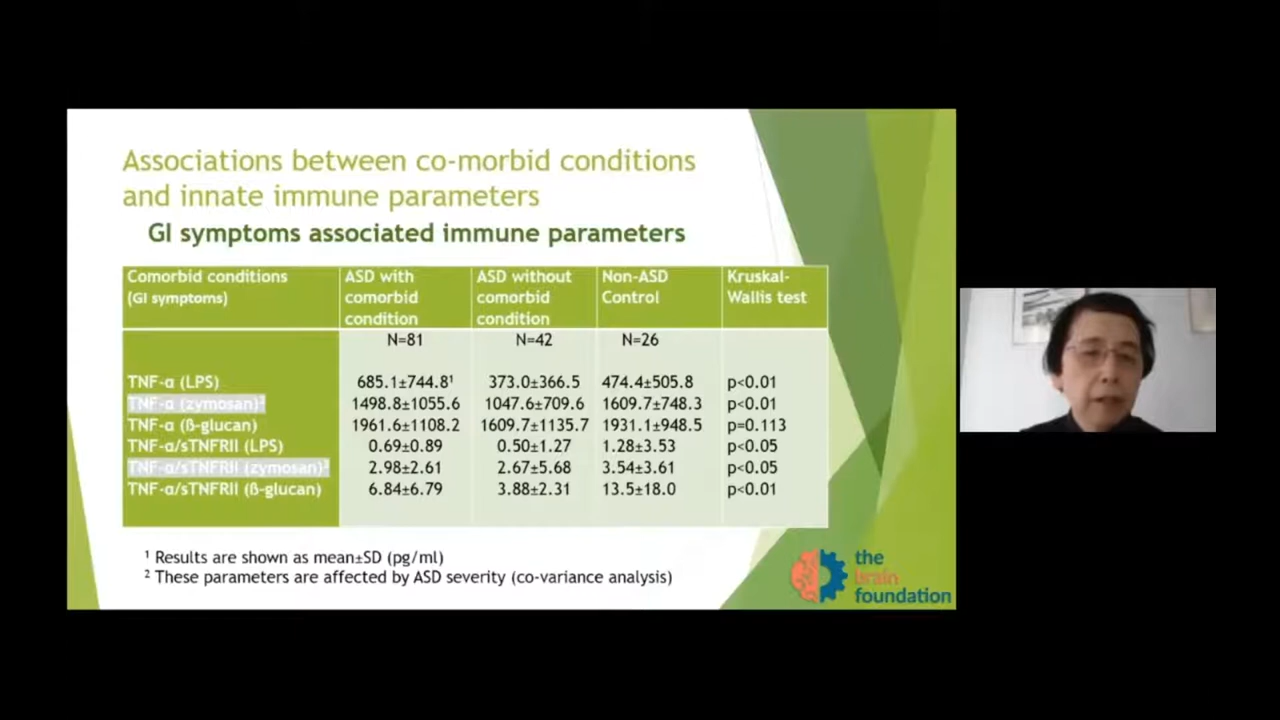 Associations between co-morbid conditions
and innate immune parameters
GI symptoms associated immune parameters
Comorbid conditions
(GI symptoms)
ASD with
comorbid
condition
ASD without
comorbid
condition
Non-ASD
Control
Kruskal-
Wallis test
N=81 N=42 N=26
TNF-α (LPS) 685.1±744.8¹ 373.0±366.5 474.4±505.8 p<0.01
TNF-α (zymosan)² 1498.8±1055.6 1047.6±709.6 1609.7±748.3 p<0.01
TNF-α (ß-glucan) 1961.6±1108.2 1609.7±1135.7 1931.1±948.5 p=0.113
TNF-α/sTNFRII (LPS) 0.69±0.89 0.50±1.27 1.28±3.53 p<0.05
TNF-α/sTNFRII (zymosan)² 2.98±2.61 2.67±5.68 3.54±3.61 p<0.05
TNF-α/sTNFRII (ß-glucan) 6.84±6.79 3.88±2.31 13.5±18.0 p<0.01
¹ Results are shown as mean±SD (pg/ml)
² These parameters are affected by ASD severity (co-variance analysis)
the
brain
foundation